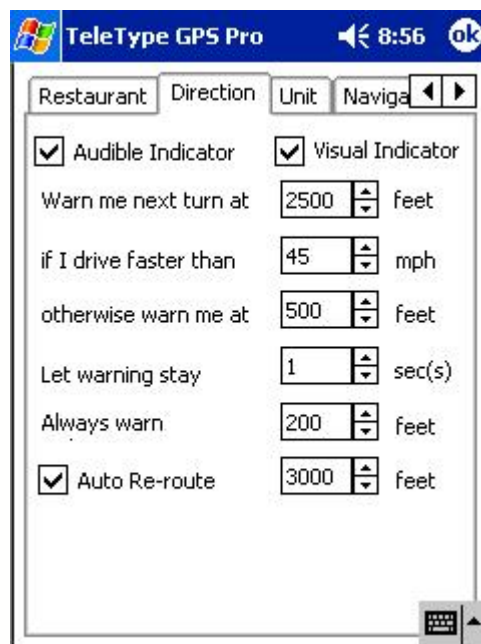 TeleType GPS Pro 8:56 ok
Restaurant Direction Unit Naviga
Audible Indicator Visual Indicator
Warn me next turn at 2500 feet
if I drive faster than 45 mph
otherwise warn me at 500 feet
Let warning stay 1 sec(s)
Always warn 200 feet
Auto Re-route 3000 feet